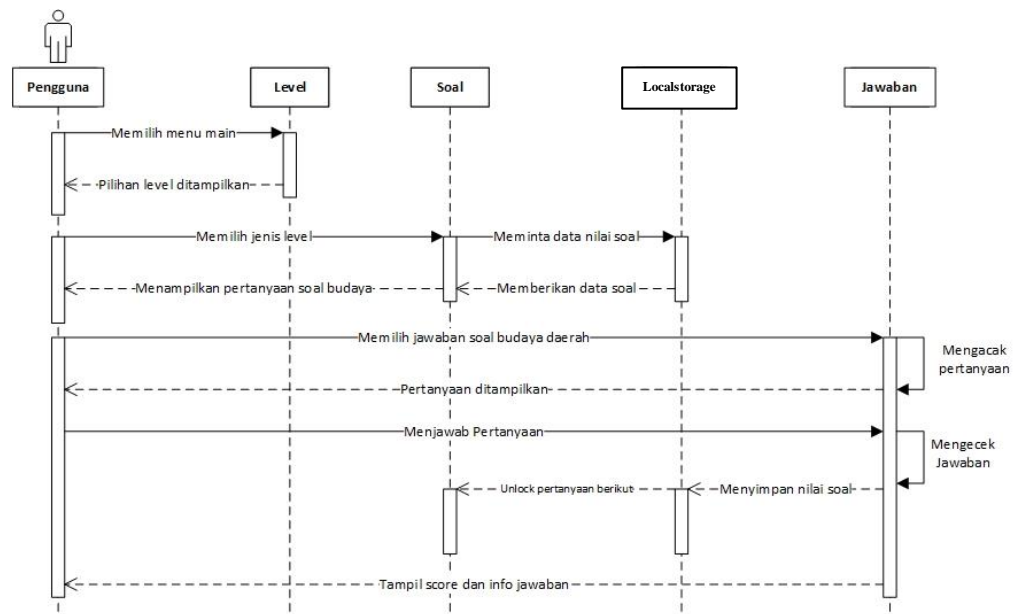 Pengguna
Level
Soal
Localstorage
Jawaban
Memilih menu main
Pilihan level ditampilkan
Memilih jenis level
Meminta data nilai soal
Menampilkan pertanyaan soal budaya
Memberikan data soal
Memilih jawaban soal budaya daerah
Mengacak
pertanyaan
Pertanyaan ditampilkan
Menjawab Pertanyaan
Mengecek
Jawaban
Unlock pertanyaan berikut
Menyimpan nilai soal
Tampil score dan info jawaban